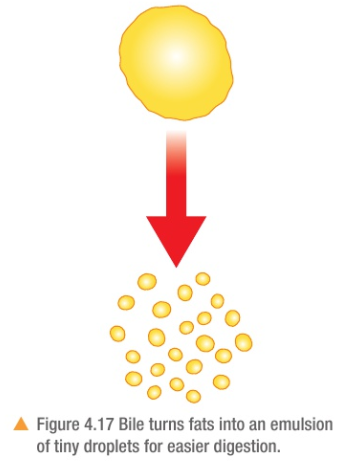 ▲ Figure 4.17 Bile turns fats into an emulsion
of tiny droplets for easier digestion.